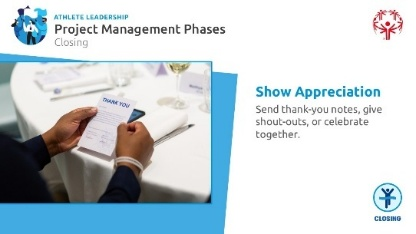 ATHLETE LEADERSHIP
Project Management Phases
Closing
THANK YOU
Show Appreciation
Send thank-you notes, give
shout-outs, or celebrate
together.
CLOSING